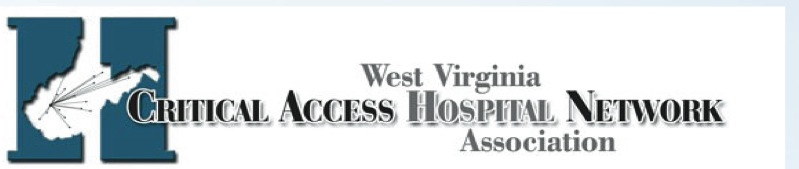 West Virginia
CRITICAL ACCESS HOSPITAL NETWORK
Association